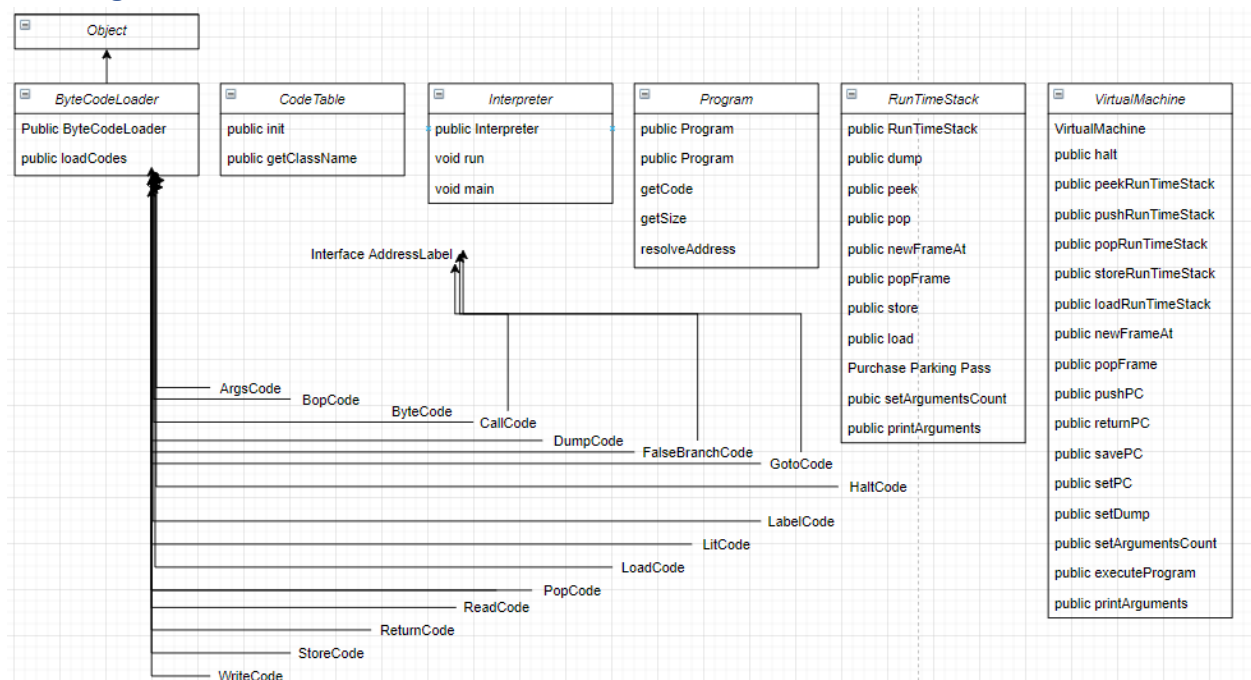 Object
ByteCodeLoader
Public ByteCodeLoader
public loadCodes
CodeTable
public init
public getClassName
Interpreter
public Interpreter
void run
void main
Program
public Program
public Program
getCode
getSize
resolveAddress
RunTimeStack
public RunTimeStack
public dump
public peek
public pop
public newFrameAt
public popFrame
public store
public load
Purchase Parking Pass
pubic setArgumentsCount
public printArguments
VirtualMachine
VirtualMachine
public halt
public peekRunTimeStack
public pushRunTimeStack
public popRunTimeStack
public storeRunTimeStack
public loadRunTimeStack
public newFrameAt
public popFrame
public pushPC
public returnPC
public savePC
public setPC
public setDump
public setArgumentsCount
public executeProgram
public printArguments
Interface AddressLabel
ArgsCode
BopCode
ByteCode
CallCode
DumpCode
FalseBranchCode
GotoCode
HaltCode
LabelCode
LitCode
LoadCode
PopCode
ReadCode
ReturnCode
StoreCode
WriteCode